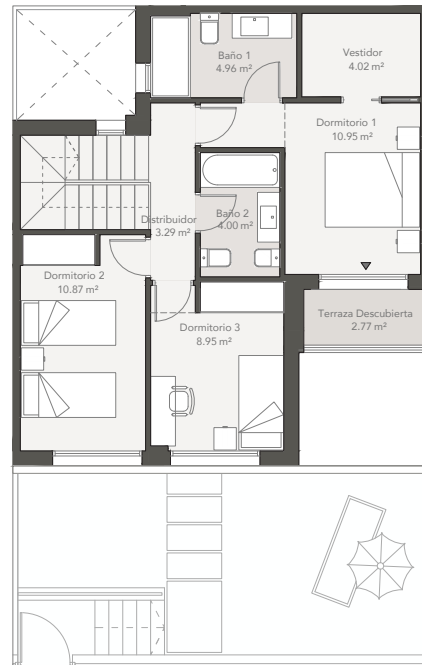 Baño 1
4.96 m²
Vestidor
4.02 m²
Dormitorio 1
10.95 m²
Distribuidor
3.29 m²
Baño 2
4.00 m²
Dormitorio 2
10.87 m²
Dormitorio 3
8.95 m²
Terraza Descubierta
2.77 m²